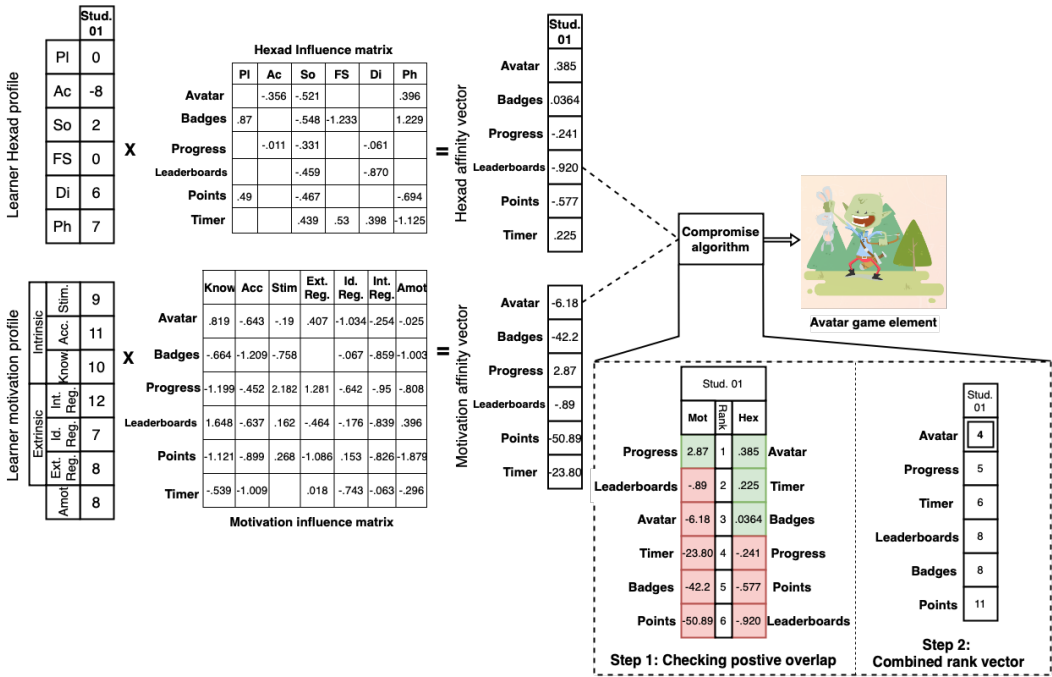 Learner Hexad profile
Stud.
01
Pl 0
Ac -8
So 2
FS 0
Di 6
Ph 7
X
Hexad Influence matrix
Pl Ac So FS Di Ph
Avatar -.356 -.521 .396
Badges .87 -.548 -1.233 1.229
Progress -.011 -.331 -.061
Leaderboards -.459 -.870
Points .49 -.467 -.694
Timer .439 .53 .398 -1.125
=
Hexad affinity vector
Stud.
01
Avatar .385
Badges .0364
Progress -.241
Leaderboards -.920
Points -.577
Timer .225
Learner motivation profile
Intrinsic
Extrinsic
Stim. 9
Acc. 11
Know. 10
Int. Reg. 12
Id. Reg. 7
Ext. Reg. 8
Amot 8
X
Know Acc Stim Ext. Reg. Id. Reg. Int. Reg. Amot
Avatar .819 -.643 -.19 .407 -1.034 -.254 -.025
Badges -.664 -1.209 -.758 -.067 -.859 -1.003
Progress -1.199 -.452 2.182 1.281 -.642 -.95 -.808
Leaderboards 1.648 -.637 .162 -.464 -.176 -.839 .396
Points -1.121 -.899 .268 -1.086 .153 -.826 -1.879
Timer -.539 -1.009 .018 -.743 -.063 -.296
Motivation influence matrix
=
Motivation affinity vector
Avatar -6.18
Badges -42.2
Progress 2.87
Leaderboards -.89
Points -50.89
Timer -23.80
Compromise
algorithm
Avatar game element
Stud. 01
Mot Rank Hex
Progress 2.87 1 .385 Avatar
Leaderboards -.89 2 .225 Timer
Avatar -6.18 3 .0364 Badges
Timer -23.80 4 -.241 Progress
Badges -42.2 5 -.577 Points
Points -50.89 6 -.920 Leaderboards
Step 1: Checking postive overlap
Stud.
01
Avatar 4
Progress 5
Timer 6
Leaderboards 8
Badges 8
Points 11
Step 2:
Combined rank vector